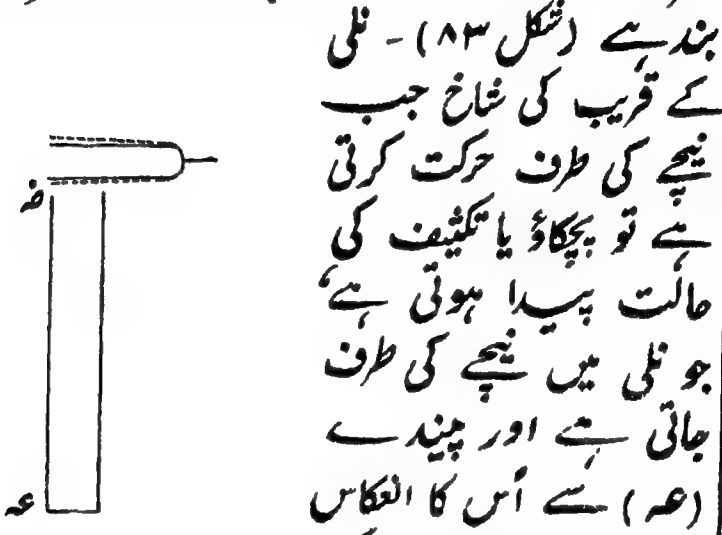 بند ہے (شکل ۸۳)۔ نلی
کے قریب کی شاخ جب
نیچے کی طرف حرکت کرتی
ہے تو پچکاؤ یا تکثیف کی
حالت پیدا ہوتی ہے،
جو نلی میں نیچے کی طرف
جاتی ہے اور پیندے
(عہ) سے اُس کا انعکاس
ضہ
عہ